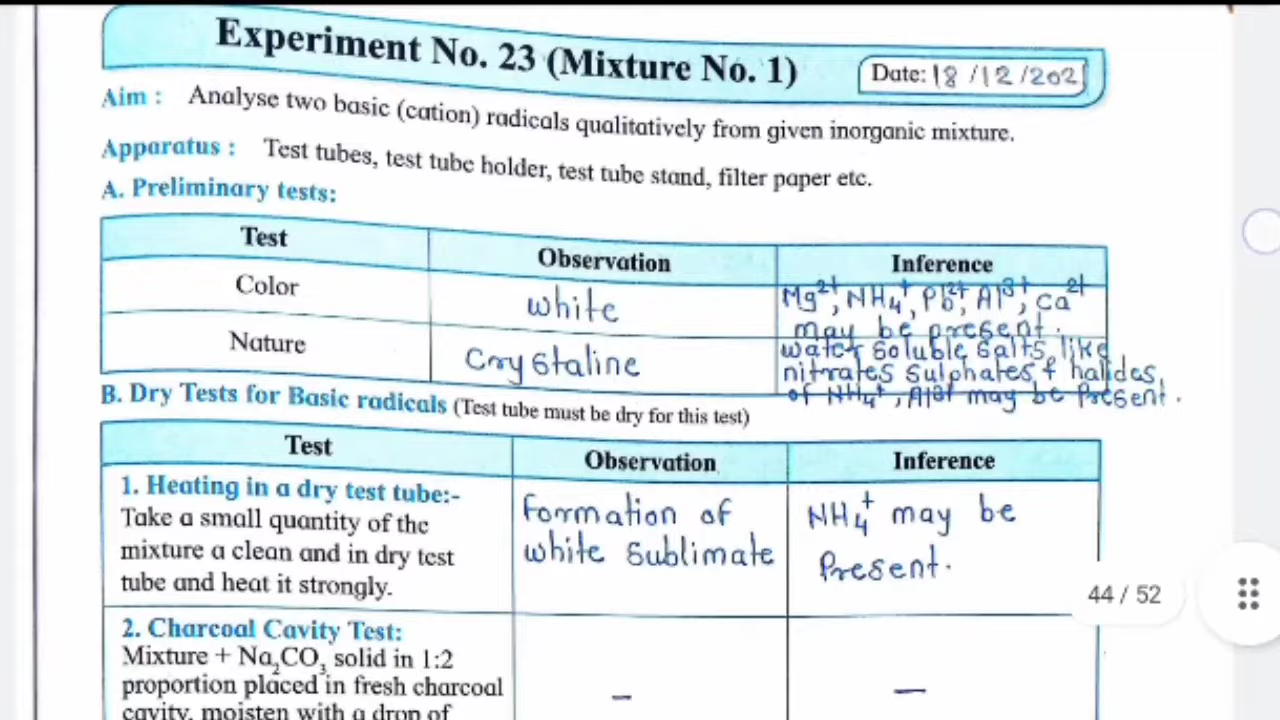 Experiment No. 23 (Mixture No. 1)
Date: 18/12/202
Aim : Analyse two basic (cation) radicals qualitatively from given inorganic mixture.
Apparatus : Test tubes, test tube holder, test tube stand, filter paper etc.
A. Preliminary tests:
Test Observation Inference
Color white Mg²⁺, NH₄⁺, Pb²⁺, Al³⁺, Ca²⁺
may be present.
Nature Crystaline water soluble salts like
nitrates sulphates & halides
of NH₄⁺, Al³⁺ may be present.
B. Dry Tests for Basic radicals (Test tube must be dry for this test)
Test Observation Inference
1. Heating in a dry test tube:-
Take a small quantity of the
mixture a clean and in dry test
tube and heat it strongly.
Formation of
white sublimate
NH₄⁺ may be
Present.
2. Charcoal Cavity Test:
Mixture + Na₂CO₃ solid in 1:2
proportion placed in fresh charcoal
cavity, moisten with a drop of
– –
44 / 52